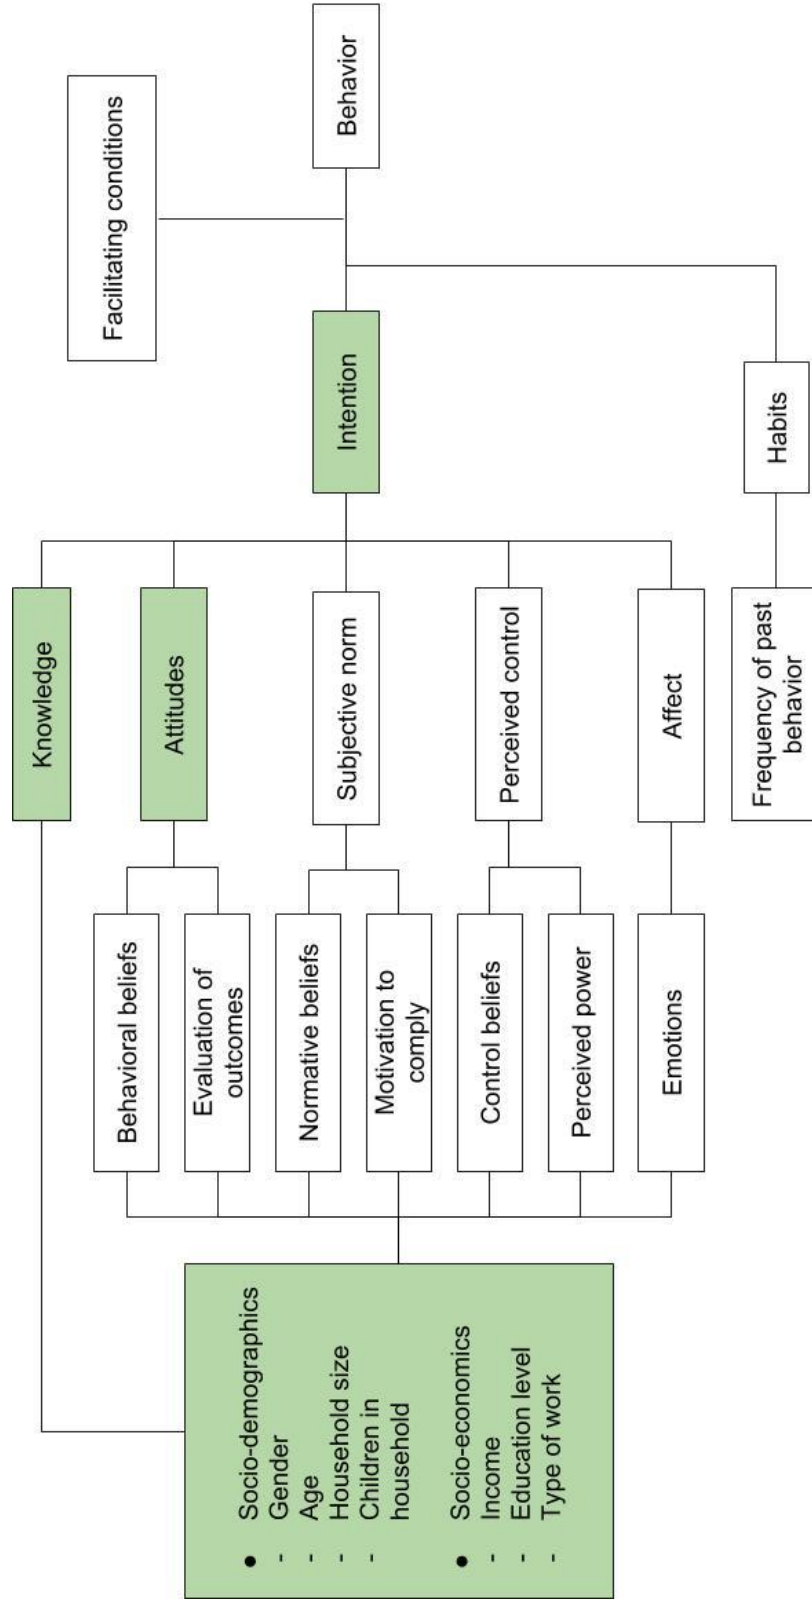 ● Socio-demographics
- Gender
- Age
- Household size
- Children in
household
● Socio-economics
- Income
- Education level
- Type of work
Behavioral beliefs
Evaluation of
outcomes
Normative beliefs
Motivation to
comply
Control beliefs
Perceived power
Emotions
Knowledge
Attitudes
Subjective norm
Perceived control
Affect
Frequency of past
behavior
Intention
Habits
Facilitating conditions
Behavior